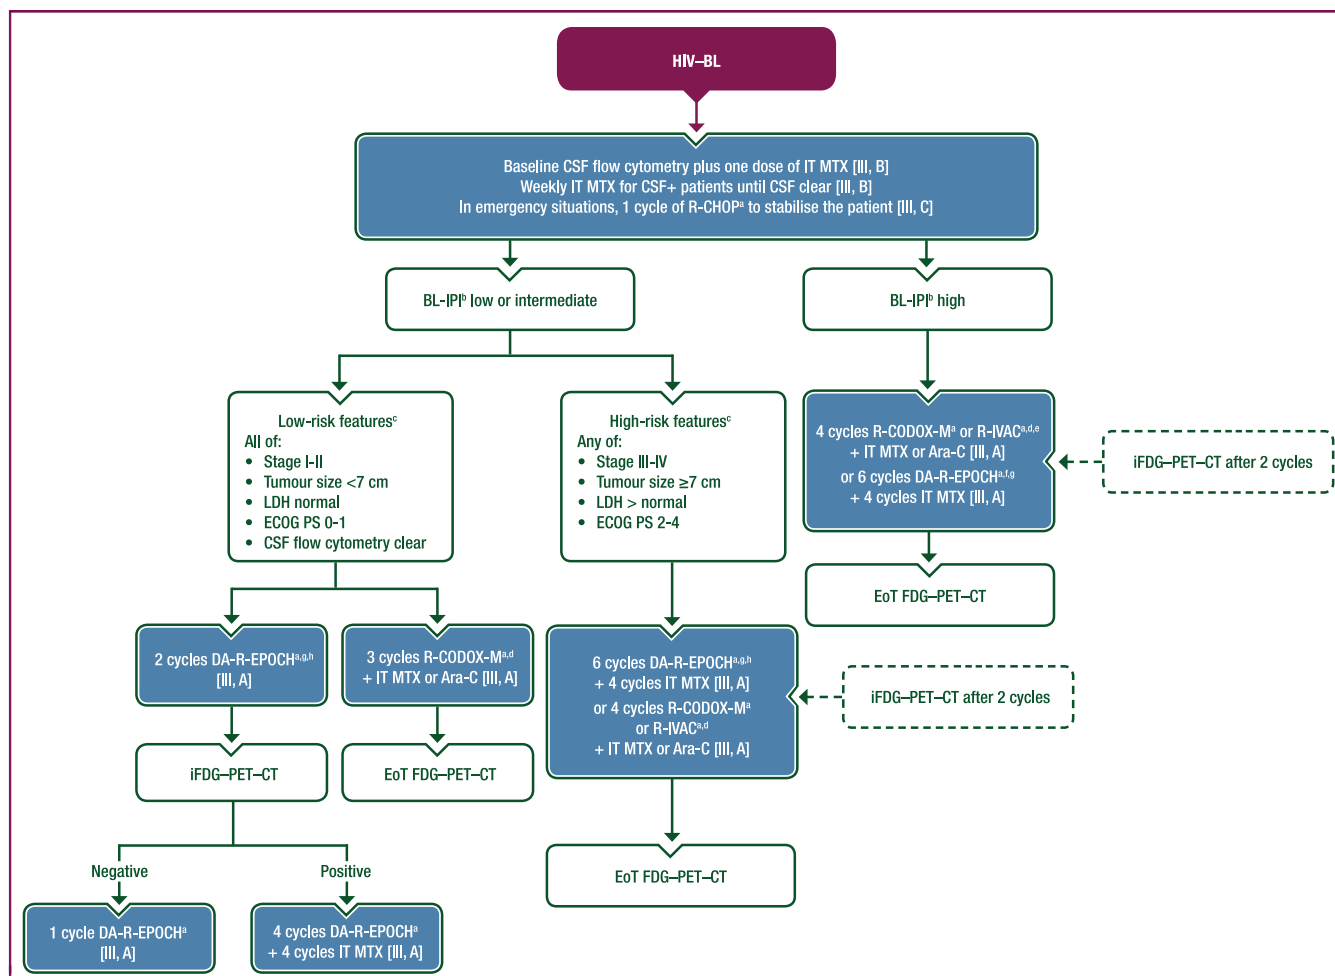 HIV–BL
Baseline CSF flow cytometry plus one dose of IT MTX [III, B]
Weekly IT MTX for CSF+ patients until CSF clear [III, B]
In emergency situations, 1 cycle of R-CHOPᵃ to stabilise the patient [III, C]
BL-IPIᵇ low or intermediate
BL-IPIᵇ high
Low-risk featuresᶜ
All of:
• Stage I-II
• Tumour size <7 cm
• LDH normal
• ECOG PS 0-1
• CSF flow cytometry clear
High-risk featuresᶜ
Any of:
• Stage III-IV
• Tumour size ≥7 cm
• LDH > normal
• ECOG PS 2-4
4 cycles R-CODOX-Mᵃ or R-IVACᵃ,ᵈ,ᵉ
+ IT MTX or Ara-C [III, A]
or 6 cycles DA-R-EPOCHᵃ,ᶠ,ᵍ
+ 4 cycles IT MTX [III, A]
iFDG–PET–CT after 2 cycles
EoT FDG–PET–CT
2 cycles DA-R-EPOCHᵃ,ᵍ,ʰ
[III, A]
3 cycles R-CODOX-Mᵃ,ᵈ
+ IT MTX or Ara-C [III, A]
6 cycles DA-R-EPOCHᵃ,ᵍ,ʰ
+ 4 cycles IT MTX [III, A]
or 4 cycles R-CODOX-Mᵃ
or R-IVACᵃ,ᵈ
+ IT MTX or Ara-C [III, A]
iFDG–PET–CT after 2 cycles
iFDG–PET–CT
EoT FDG–PET–CT
EoT FDG–PET–CT
Negative
Positive
1 cycle DA-R-EPOCHᵃ
[III, A]
4 cycles DA-R-EPOCHᵃ
+ 4 cycles IT MTX [III, A]